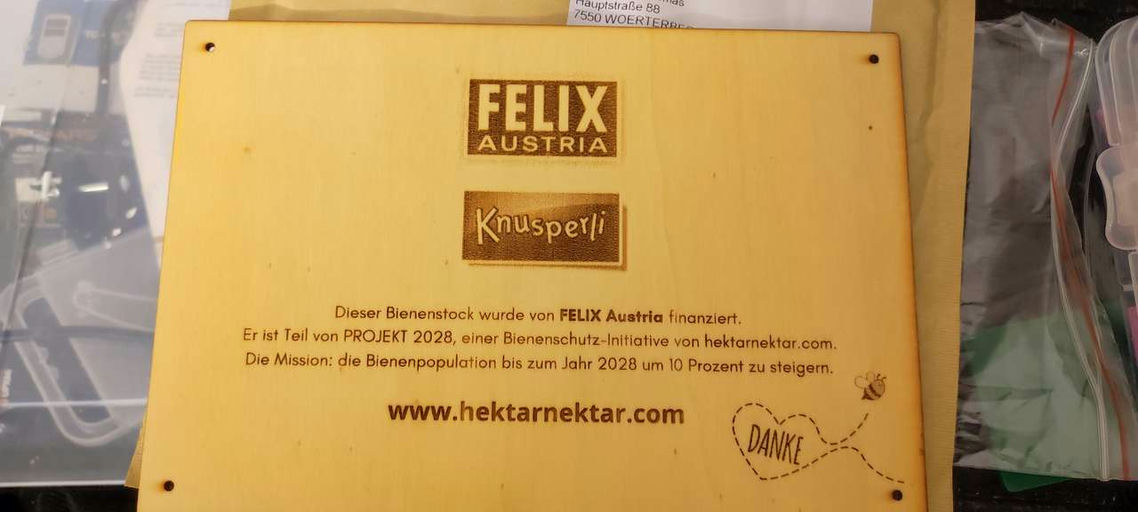 Hauptstraße 88
7550
FELIX
AUSTRIA
Knusperli
Dieser Bienenstock wurde von FELIX Austria finanziert.
Er ist Teil von PROJEKT 2028, einer Bienenschutz-Initiative von hektarnektar.com.
Die Mission: die Bienenpopulation bis zum Jahr 2028 um 10 Prozent zu steigern.
www.hektarnektar.com
DANKE